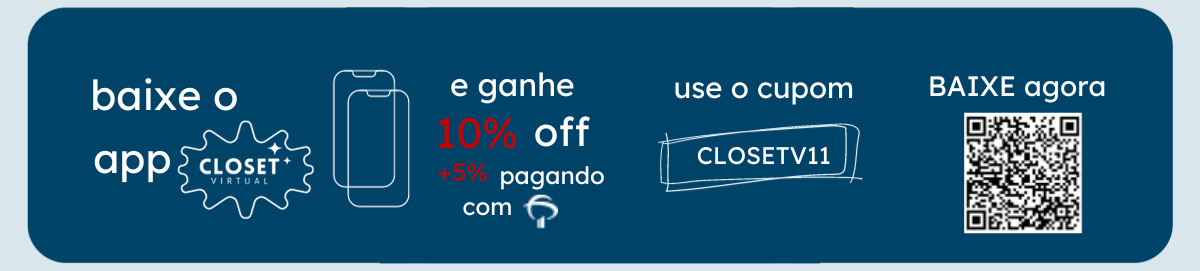 baixe o
app
CLOSET
VIRTUAL
e ganhe
10% off
+5% pagando
com
use o cupom
CLOSETV11
BAIXE agora